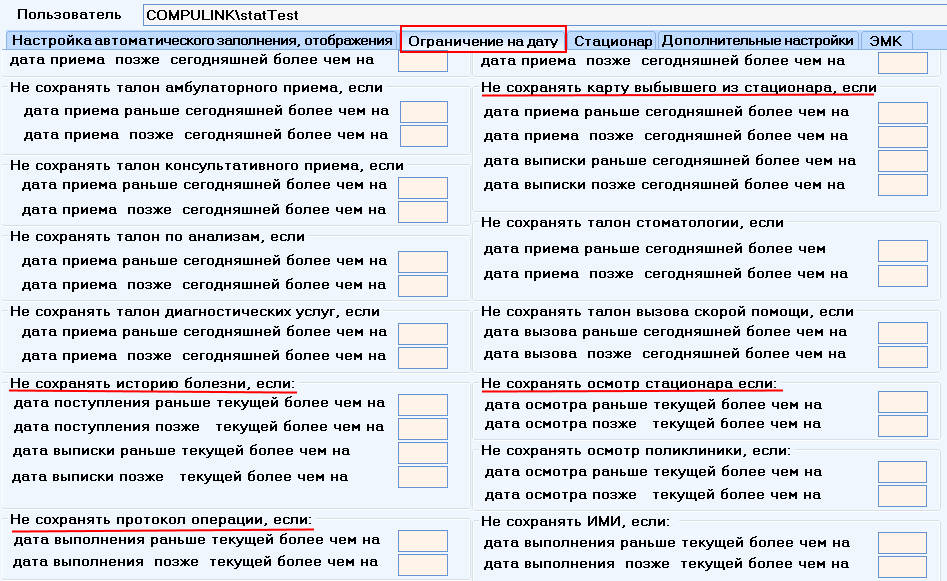 Пользователь COMPULINK\statTest
Настройка автоматического заполнения, отображения Ограничение на дату Стационар Дополнительные настройки ЭМК
дата приема позже сегодняшней более чем на
Не сохранять талон амбулаторного приема, если
дата приема раньше сегодняшней более чем на
дата приема позже сегодняшней более чем на
Не сохранять талон консультативного приема, если
дата приема раньше сегодняшней более чем на
дата приема позже сегодняшней более чем на
Не сохранять талон по анализам, если
дата приема раньше сегодняшней более чем на
дата приема позже сегодняшней более чем на
Не сохранять талон диагностических услуг, если
дата приема раньше сегодняшней более чем на
дата приема позже сегодняшней более чем на
Не сохранять историю болезни, если:
дата поступления раньше текущей более чем на
дата поступления позже текущей более чем на
дата выписки раньше текущей более чем на
дата выписки позже текущей более чем на
Не сохранять протокол операции, если:
дата выполнения раньше текущей более чем на
дата выполнения позже текущей более чем на
дата приема позже сегодняшней более чем на
Не сохранять карту выбывшего из стационара, если
дата приема раньше сегодняшней более чем на
дата приема позже сегодняшней более чем на
дата выписки раньше сегодняшней более чем на
дата выписки позже сегодняшней более чем на
Не сохранять талон стоматологии, если
дата приема раньше сегодняшней более чем
дата приема позже сегодняшней более чем на
Не сохранять талон вызова скорой помощи, если
дата вызова раньше сегодняшней более чем на
дата вызова позже сегодняшней более чем на
Не сохранять осмотр стационара если:
дата осмотра раньше текущей более чем на
дата осмотра позже текущей более чем на
Не сохранять осмотр поликлиники, если:
дата осмотра раньше текущей более чем на
дата осмотра позже текущей более чем на
Не сохранять ИМИ, если:
дата выполнения раньше текущей более чем на
дата выполнения позже текущей более чем на